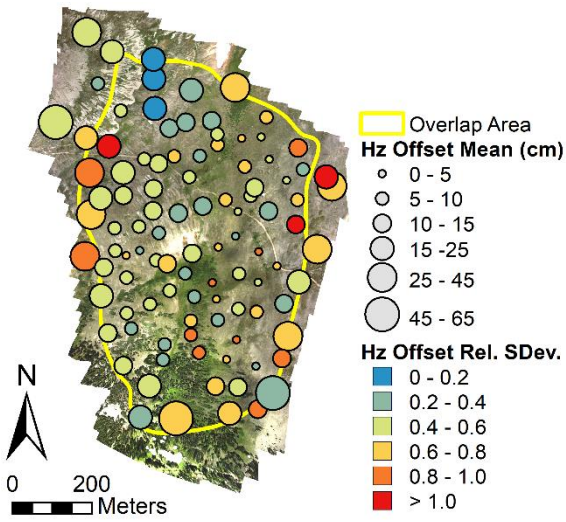 Overlap Area
Hz Offset Mean (cm)
0 - 5
5 - 10
10 - 15
15 -25
25 - 45
45 - 65
Hz Offset Rel. SDev.
0 - 0.2
0.2 - 0.4
0.4 - 0.6
0.6 - 0.8
0.8 - 1.0
> 1.0
N
0 200
Meters